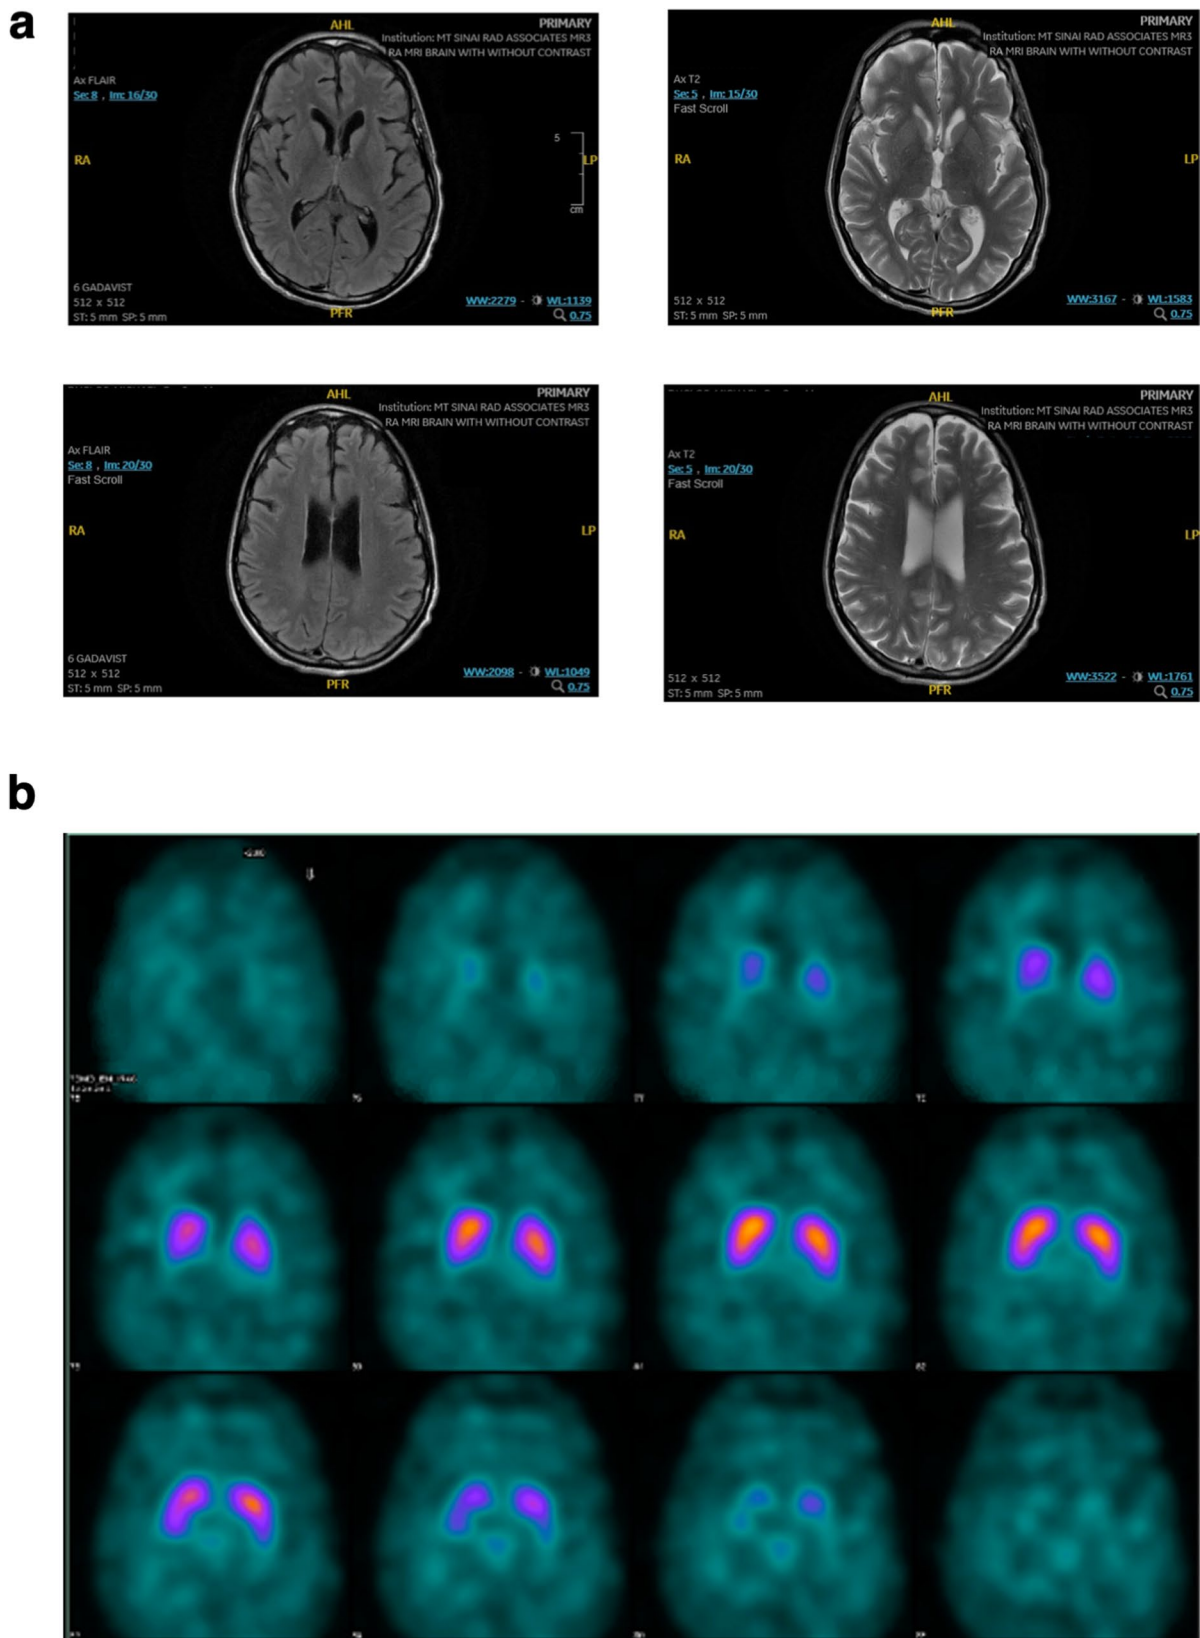 a
AHL
PRIMARY
Institution: MT SINAI RAD ASSOCIATES MR3
RA MRI BRAIN WITH WITHOUT CONTRAST
Ax FLAIR
Se: 8 , Im: 16/30
5
RA
LP
cm
6 GADAVIST
512 x 512
ST: 5 mm SP: 5 mm
WW:2279 - WL:1139
0.75
PFR
AHL
PRIMARY
Institution: MT SINAI RAD ASSOCIATES MR3
RA MRI BRAIN WITH WITHOUT CONTRAST
Ax T2
Se: 5 , Im: 15/30
Fast Scroll
RA
LP
512 x 512
ST: 5 mm SP: 5 mm
WW:3167 - WL:1583
0.75
PFR
AHL
PRIMARY
Institution: MT SINAI RAD ASSOCIATES MR3
RA MRI BRAIN WITH WITHOUT CONTRAST
Ax FLAIR
Se: 8 , Im: 20/30
Fast Scroll
RA
LP
6 GADAVIST
512 x 512
ST: 5 mm SP: 5 mm
WW:2098 - WL:1049
0.75
PFR
AHL
PRIMARY
Institution: MT SINAI RAD ASSOCIATES MR3
RA MRI BRAIN WITH WITHOUT CONTRAST
Ax T2
Se: 5 , Im: 20/30
Fast Scroll
RA
LP
512 x 512
ST: 5 mm SP: 5 mm
WW:3522 - WL:1761
0.75
PFR
b